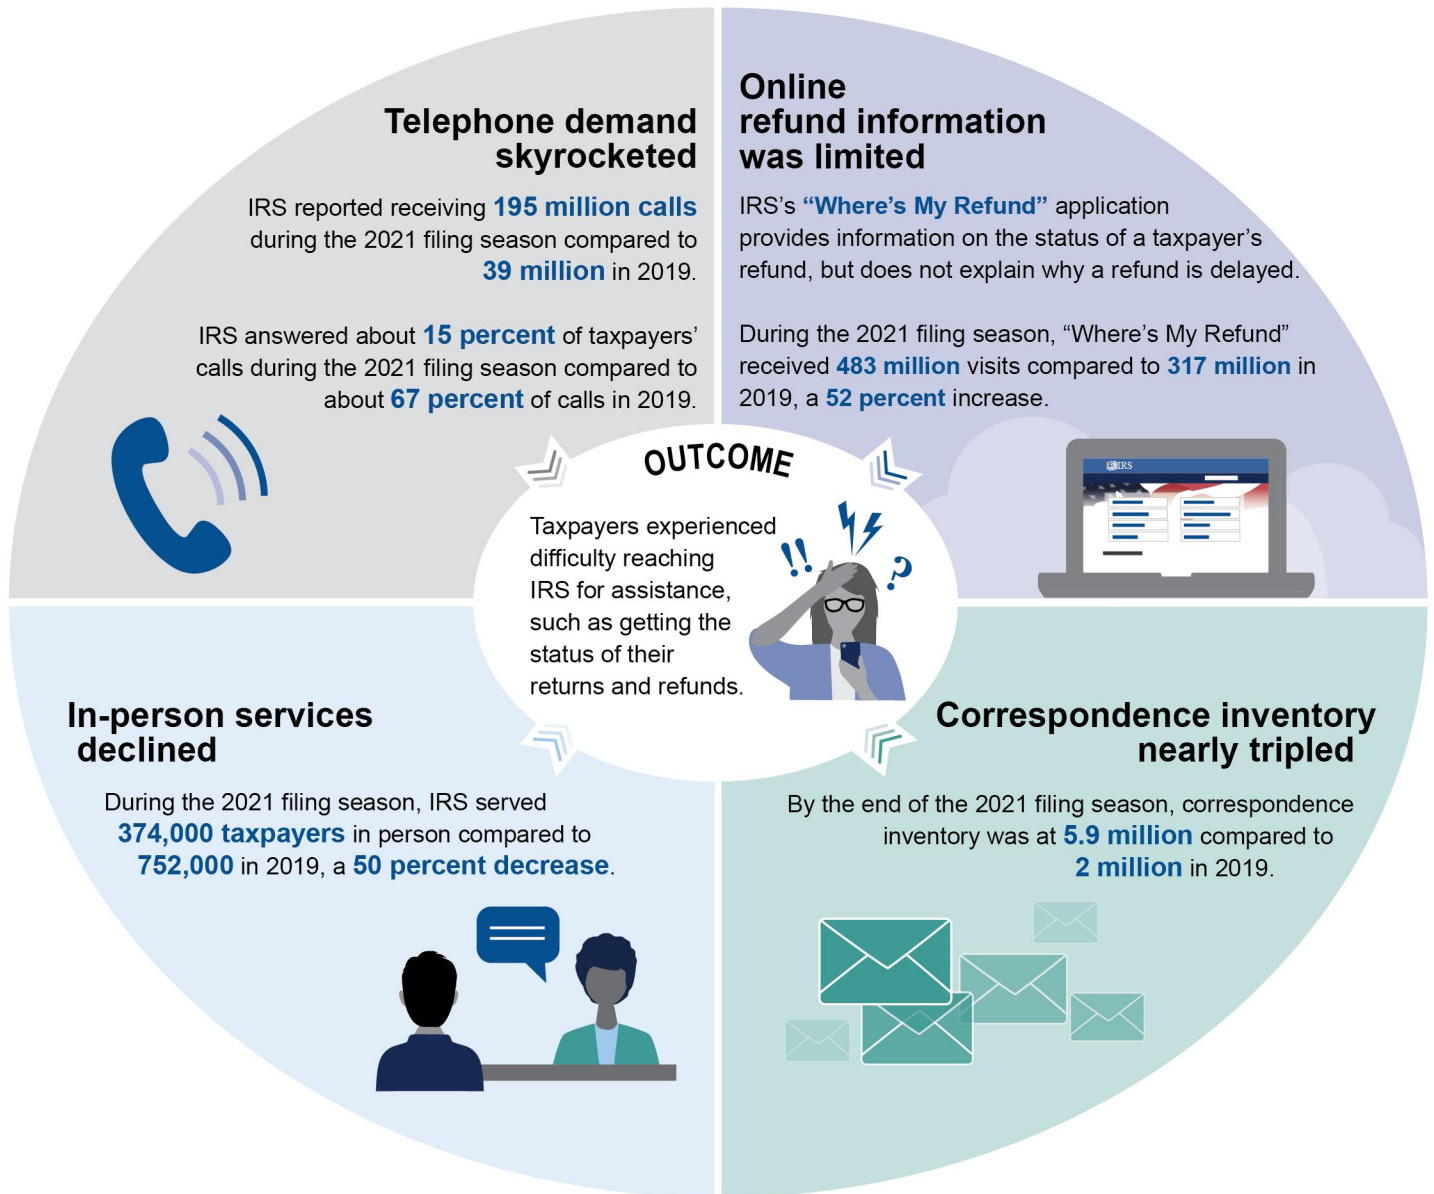 Telephone demand
skyrocketed
IRS reported receiving 195 million calls
during the 2021 filing season compared to
39 million in 2019.
IRS answered about 15 percent of taxpayers’
calls during the 2021 filing season compared to
about 67 percent of calls in 2019.
Online
refund information
was limited
IRS’s “Where’s My Refund” application
provides information on the status of a taxpayer’s
refund, but does not explain why a refund is delayed.
During the 2021 filing season, “Where’s My Refund”
received 483 million visits compared to 317 million in
2019, a 52 percent increase.
IRS
OUTCOME
Taxpayers experienced
difficulty reaching
IRS for assistance,
such as getting the
status of their
returns and refunds.
!!
?
In-person services
declined
During the 2021 filing season, IRS served
374,000 taxpayers in person compared to
752,000 in 2019, a 50 percent decrease.
Correspondence inventory
nearly tripled
By the end of the 2021 filing season, correspondence
inventory was at 5.9 million compared to
2 million in 2019.